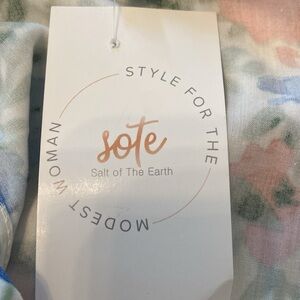 STYLE FOR THE
MODEST WOMAN
sote
Salt of The Earth